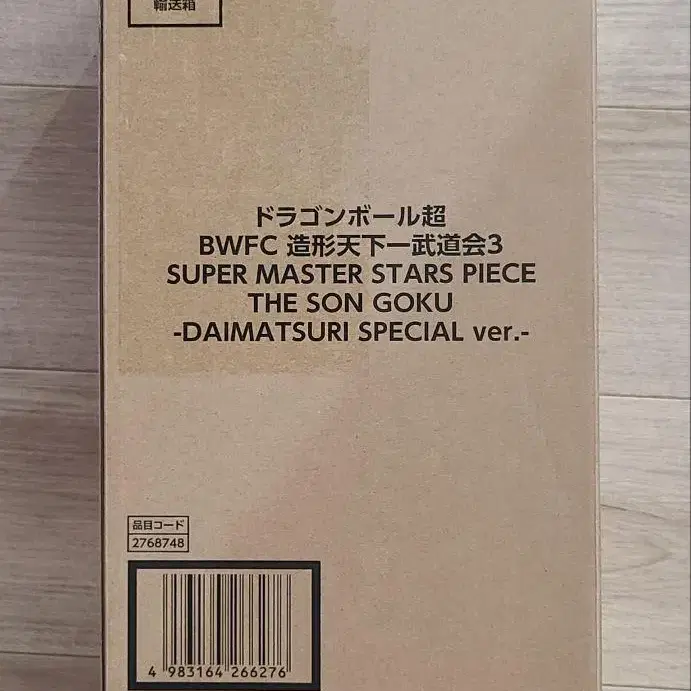 輸送箱
ドラゴンボール超
BWFC 造形天下一武道会3
SUPER MASTER STARS PIECE
THE SON GOKU
-DAIMATSURI SPECIAL ver.-
品目コード
2768748
4 983164 266276